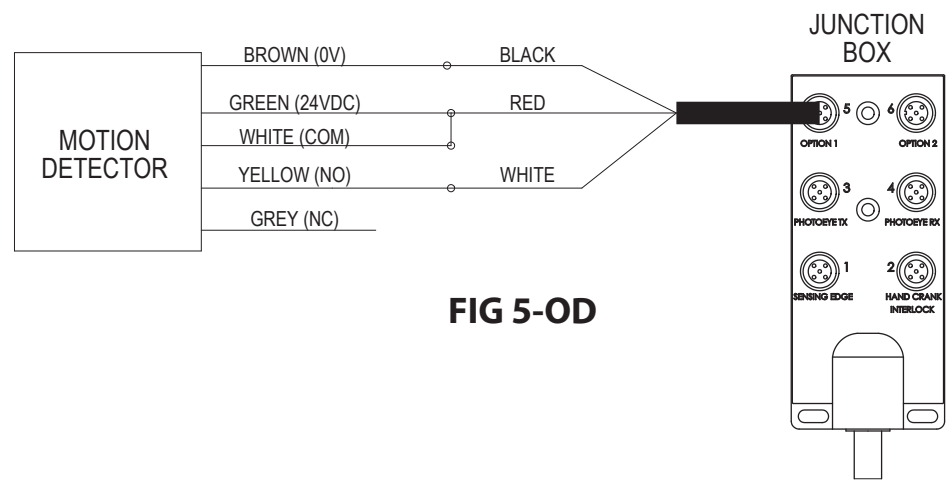 JUNCTION
BOX
BROWN (0V) BLACK
GREEN (24VDC) RED
WHITE (COM)
MOTION
DETECTOR
YELLOW (NO) WHITE
GREY (NC)
5 6
OPTION 1 OPTION 2
3 4
PHOTOEYE TX PHOTOEYE RX
1 2
SENSING EDGE HAND CRANK
INTERLOCK
FIG 5-OD